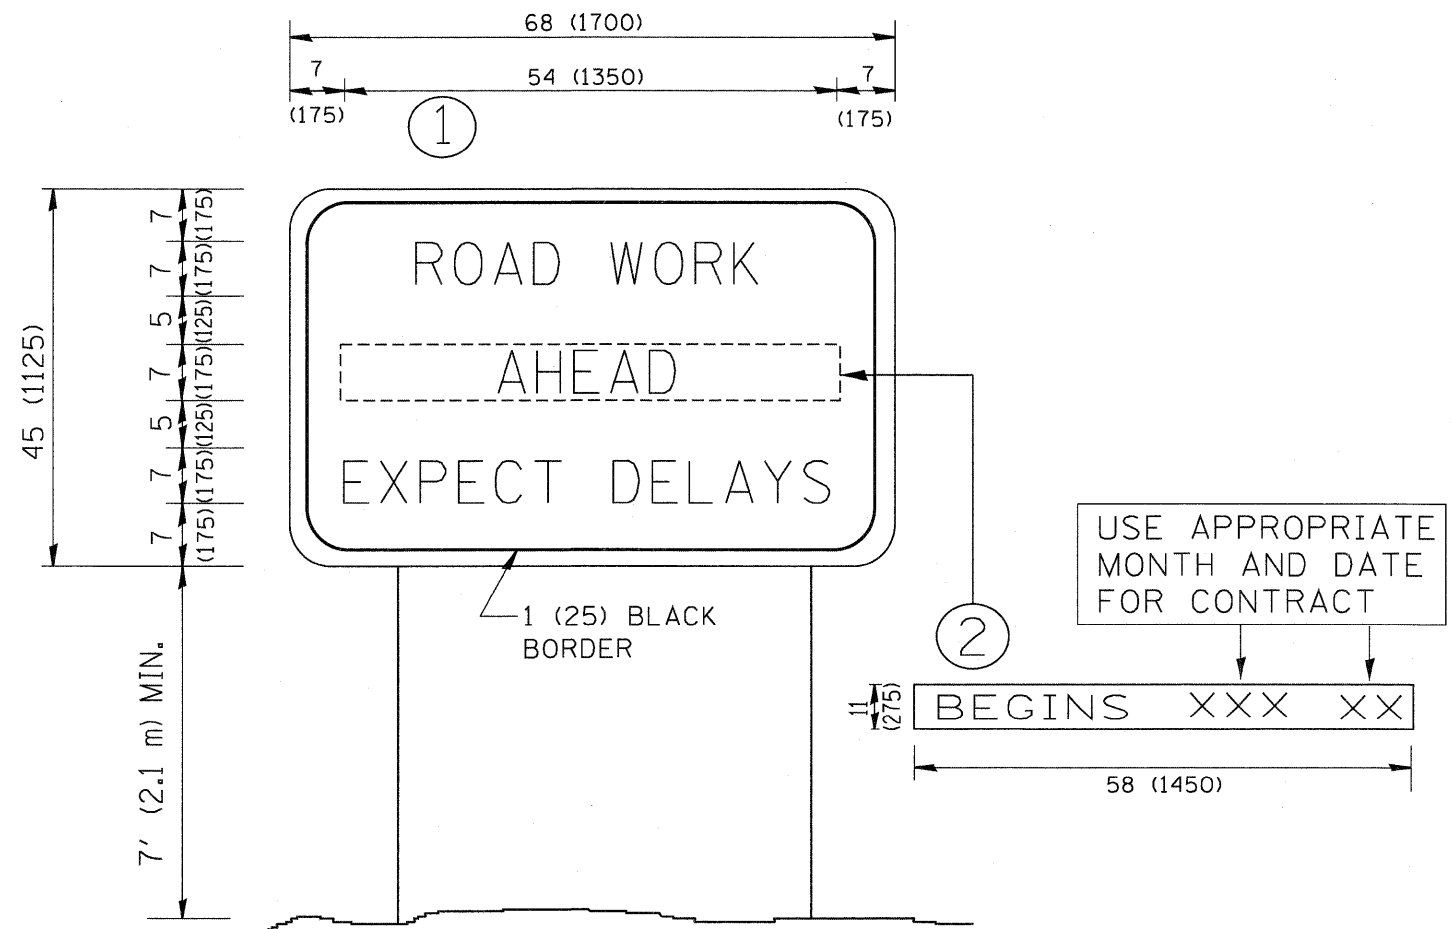 68 (1700)
7
54 (1350)
7
(175)
(175)
1
7
(175)
7
(175)
5
(125)
7
(175)
5
(125)
7
(175)
7
(175)
45 (1125)
ROAD WORK
AHEAD
EXPECT DELAYS
1 (25) BLACK
BORDER
7' (2.1 m) MIN.
USE APPROPRIATE
MONTH AND DATE
FOR CONTRACT
2
11
(275)
BEGINS XXX XX
58 (1450)